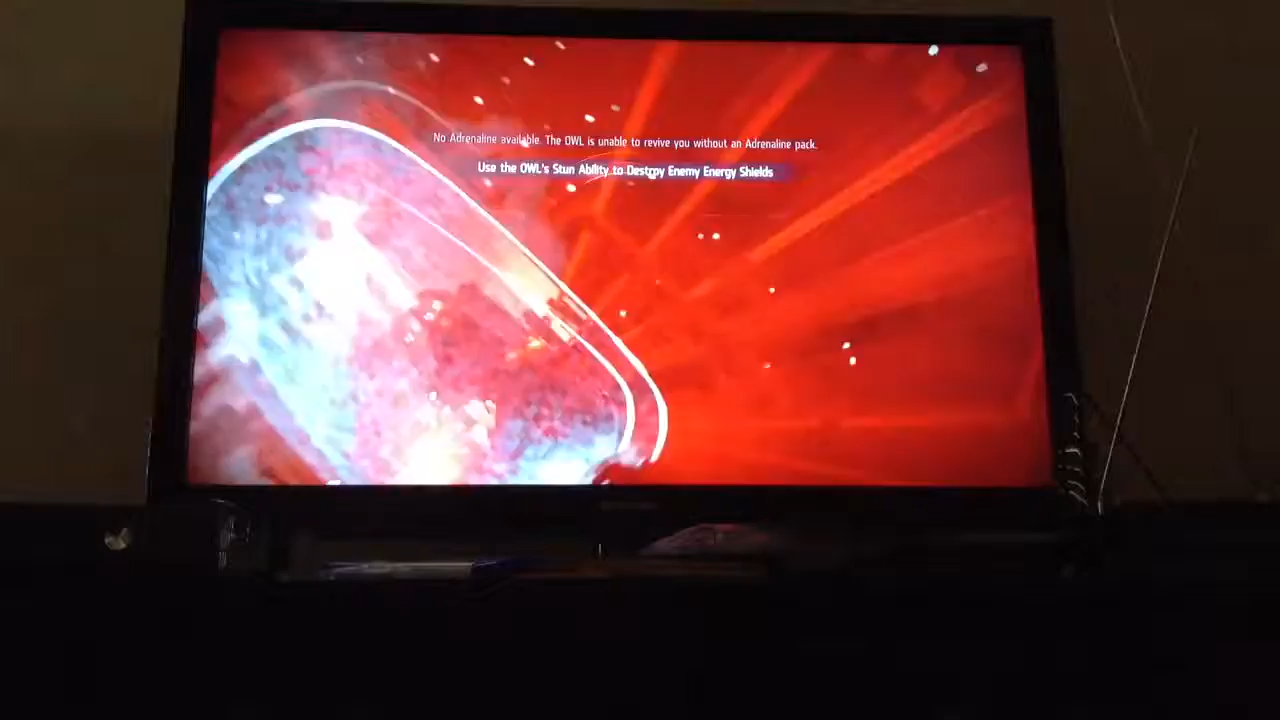 No Adrenaline available. The OWL is unable to revive you without an Adrenaline pack.
Use the OWL's Stun Ability to Destroy Enemy Energy Shields